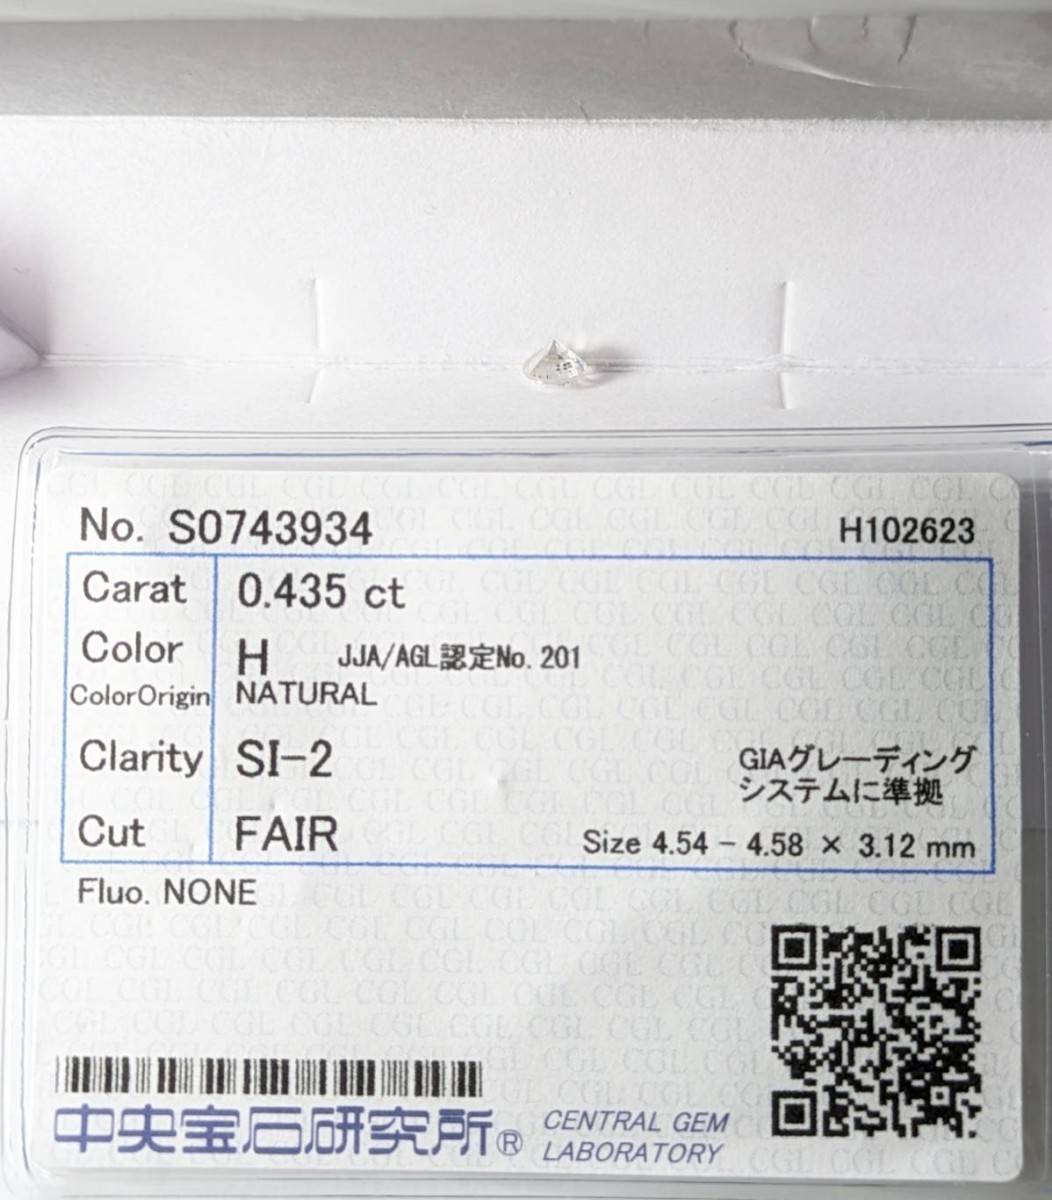 No. S0743934 H102623
Carat 0.435 ct
Color H JJA/AGL認定No. 201
ColorOrigin NATURAL
Clarity SI-2 GIAグレーディング
システムに準拠
Cut FAIR Size 4.54 - 4.58 × 3.12 mm
Fluo. NONE
中央宝石研究所® CENTRAL GEM
LABORATORY